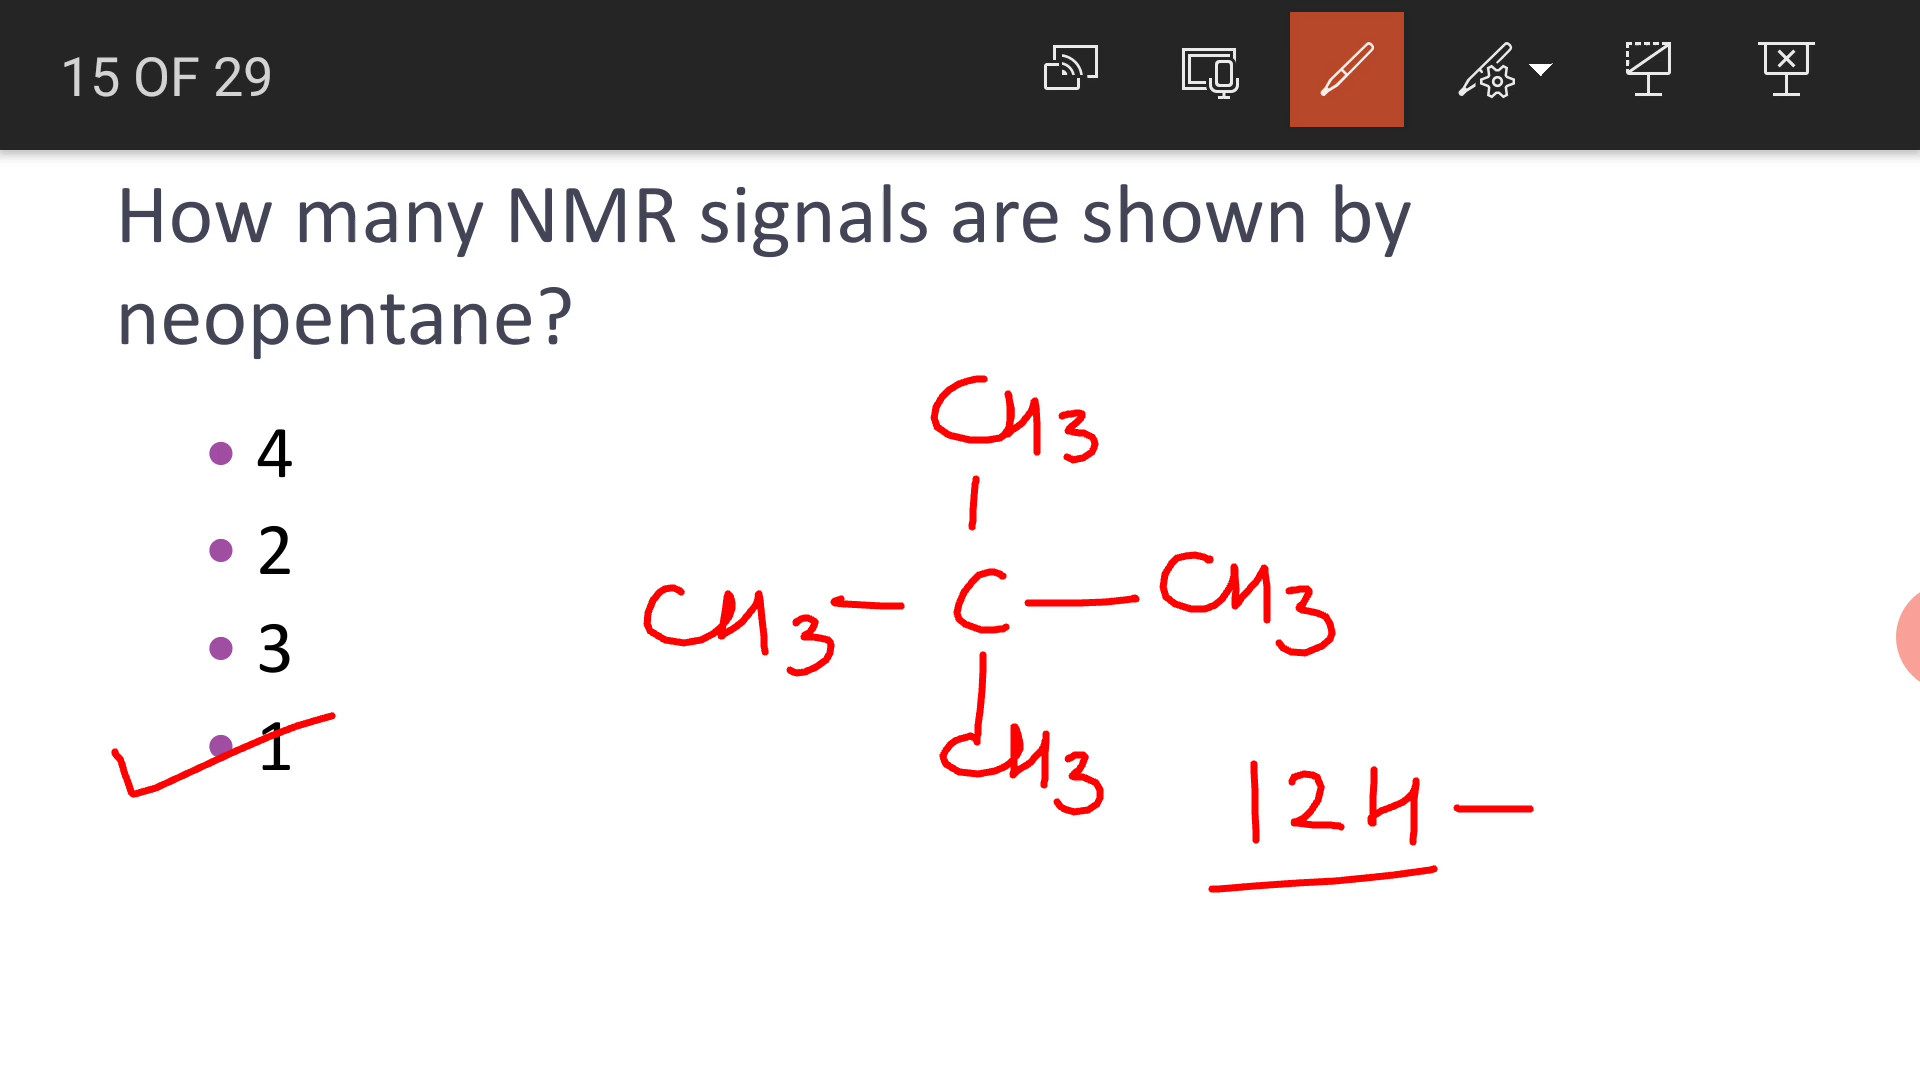 15 OF 29
How many NMR signals are shown by
neopentane?
• 4
• 2
• 3
• 1
CH3
CH3 — C — CH3
CH3
12H —